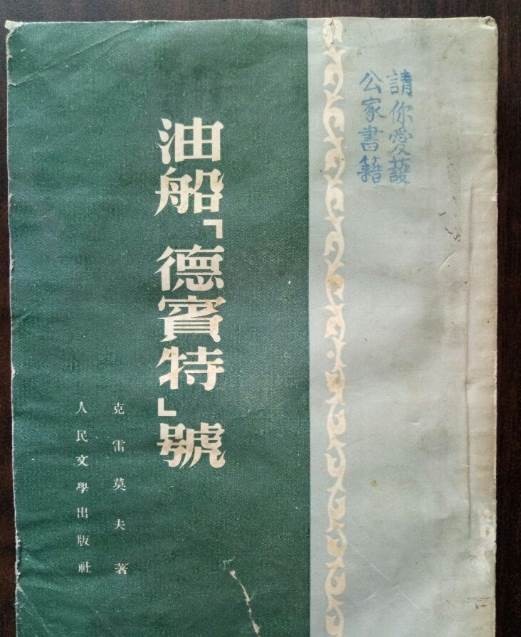 請你愛護
公家書籍
油船「德賓特」號
克雷莫夫 著
人民文學出版社